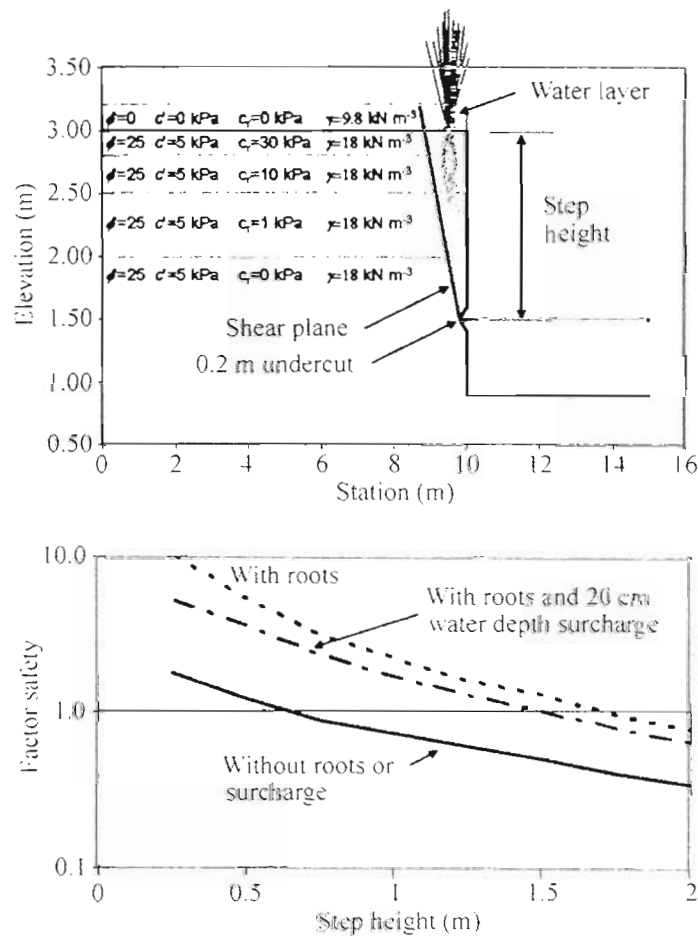 3.50
3.00
2.50
2.00
1.50
1.00
0.50
Elevation (m)
Water layer
ϕ=0 c'=0 kPa cᵣ=0 kPa γ=9.8 kN m⁻³
ϕ=25 c'=5 kPa cᵣ=30 kPa γ=18 kN m⁻³
ϕ=25 c'=5 kPa cᵣ=10 kPa γ=18 kN m⁻³
ϕ=25 c'=5 kPa cᵣ=1 kPa γ=18 kN m⁻³
ϕ=25 c'=5 kPa cᵣ=0 kPa γ=18 kN m⁻³
Step
height
Shear plane
0.2 m undercut
0 2 4 6 8 10 12 14 16
Station (m)
10.0
1.0
0.1
Factor safety
With roots
With roots and 20 cm
water depth surcharge
Without roots or
surcharge
0 0.5 1 1.5 2
Step height (m)